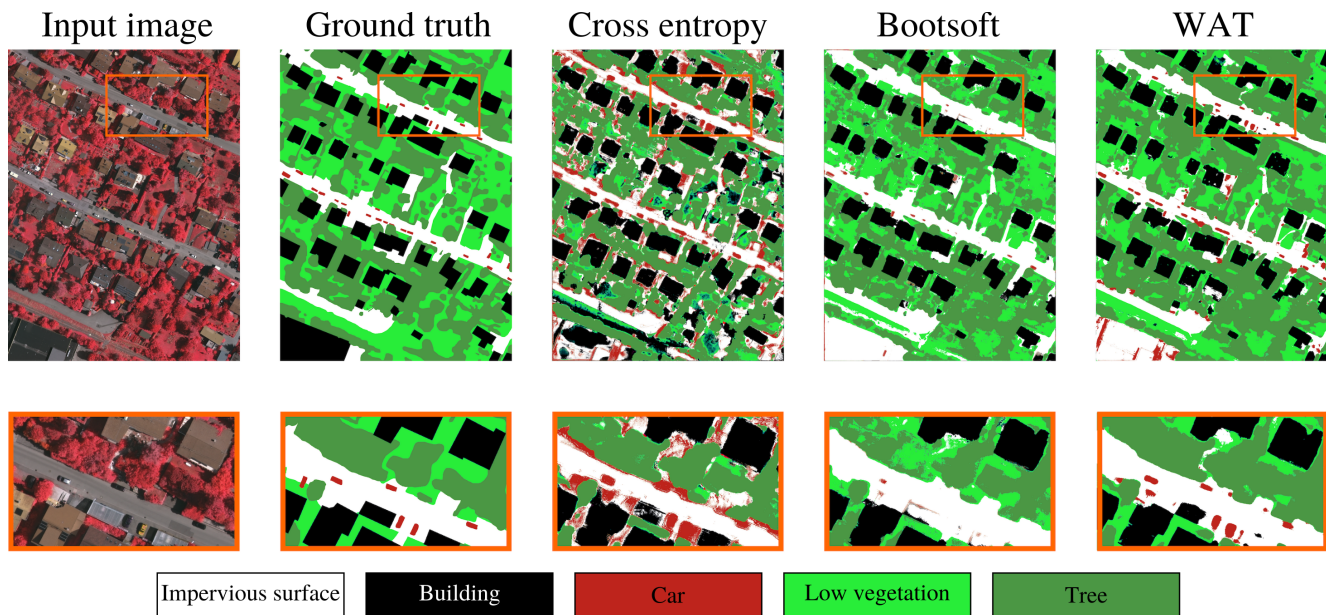 Input image
Ground truth
Cross entropy
Bootsoft
WAT
Impervious surface
Building
Car
Low vegetation
Tree